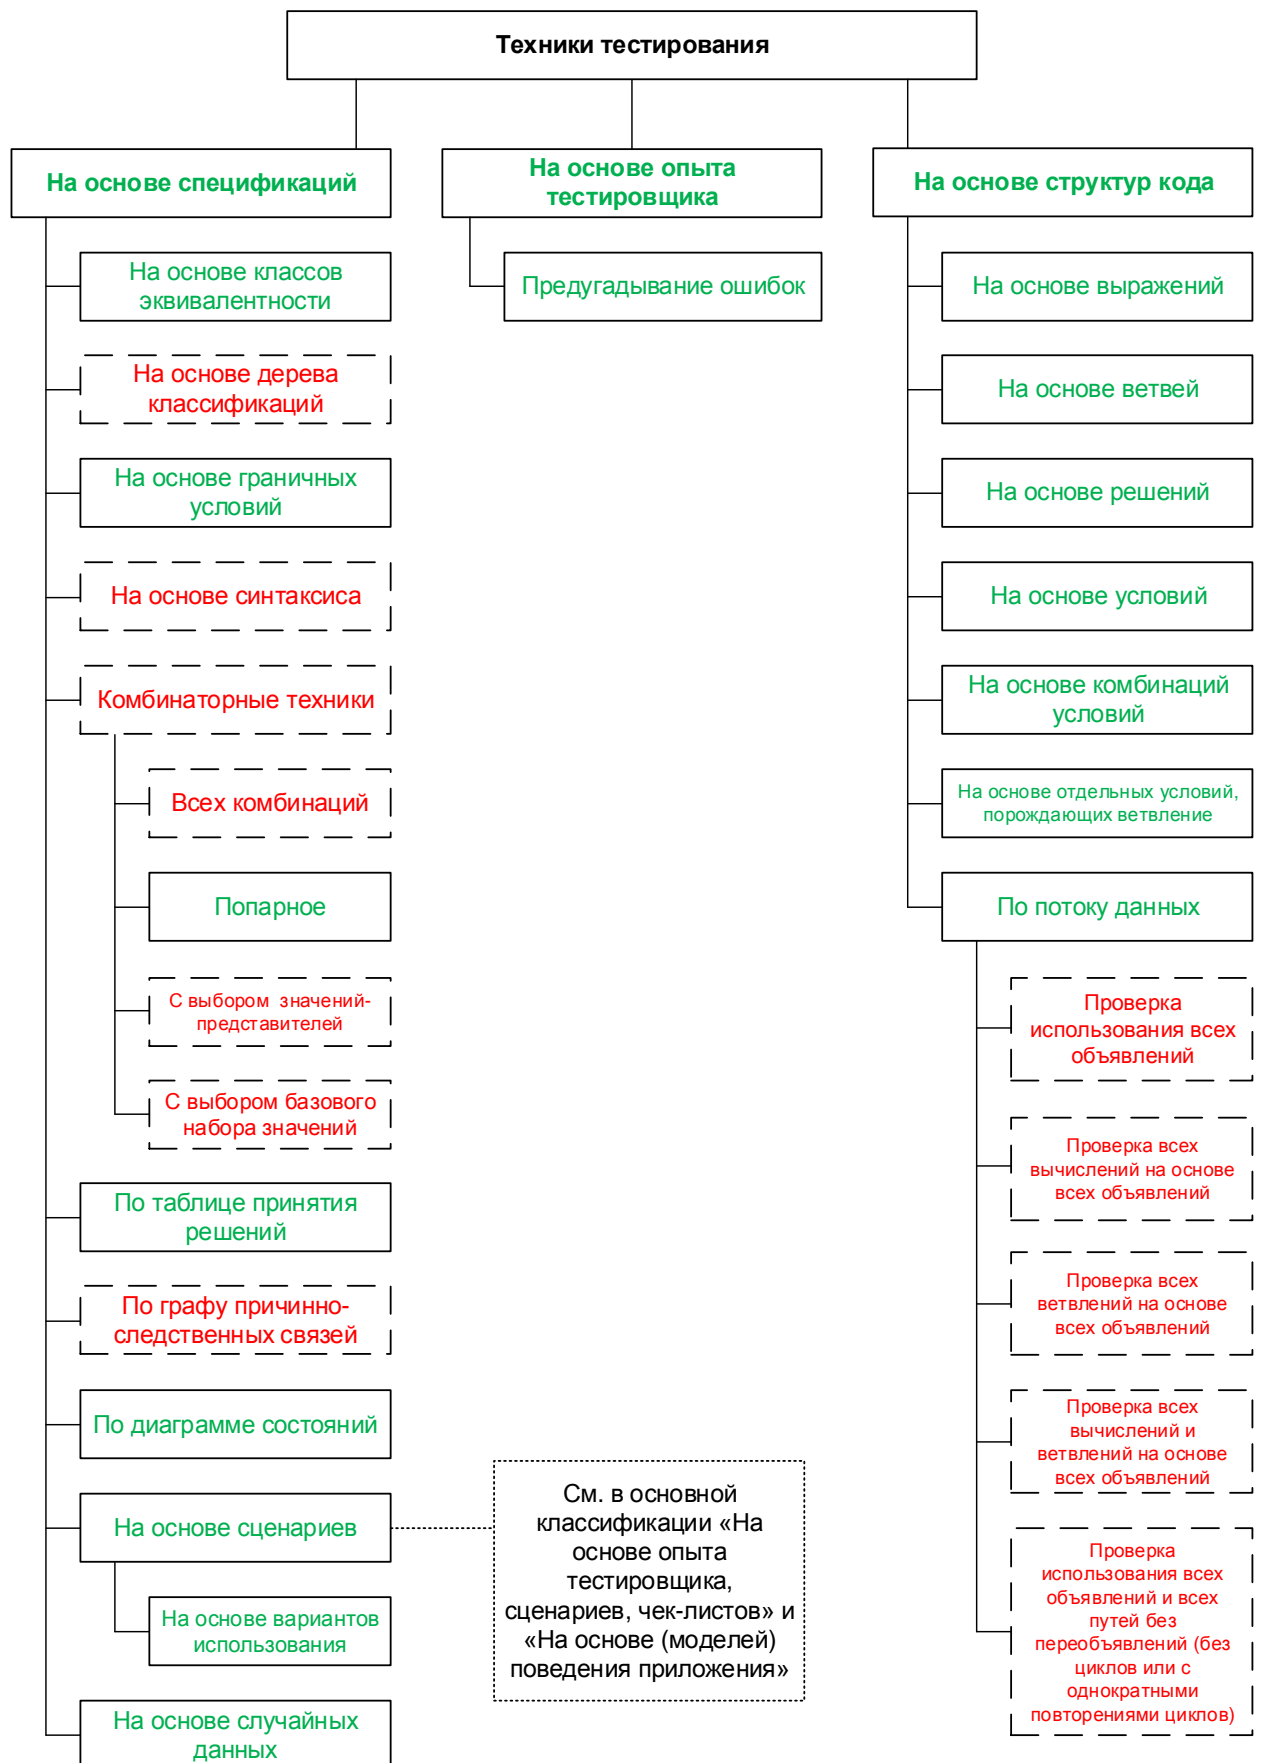 Техники тестирования
На основе спецификаций
На основе классов
эквивалентности
На основе дерева
классификаций
На основе граничных
условий
На основе синтаксиса
Комбинаторные техники
Всех комбинаций
Попарное
С выбором значений-
представителей
С выбором базового
набора значений
По таблице принятия
решений
По графу причинно-
следственных связей
По диаграмме состояний
На основе сценариев
На основе вариантов
использования
На основе случайных
данных
См. в основной
классификации «На
основе опыта
тестировщика,
сценариев, чек-листов» и
«На основе (моделей)
поведения приложения»
На основе опыта
тестировщика
Предугадывание ошибок
На основе структур кода
На основе выражений
На основе ветвей
На основе решений
На основе условий
На основе комбинаций
условий
На основе отдельных условий,
порождающих ветвление
По потоку данных
Проверка
использования всех
объявлений
Проверка всех
вычислений на основе
всех объявлений
Проверка всех
ветвлений на основе
всех объявлений
Проверка всех
вычислений и
ветвлений на основе
всех объявлений
Проверка
использования всех
объявлений и всех
путей без
переобъявлений (без
циклов или с
однократными
повторениями циклов)